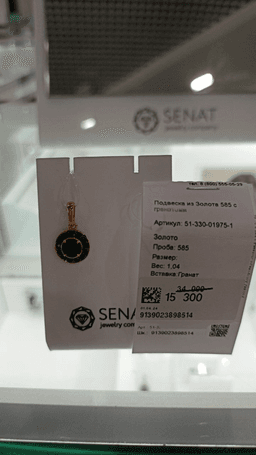 SENAT
jewelry company
Подвеска из Золота 585 с
гранатами
Артикул: 51-330-01975-1
Золото
Проба: 585
Размер:
Вес: 1.04
Вставка: Гранат
15 300
9139023898514
9139023898514
SENAT
jewelry